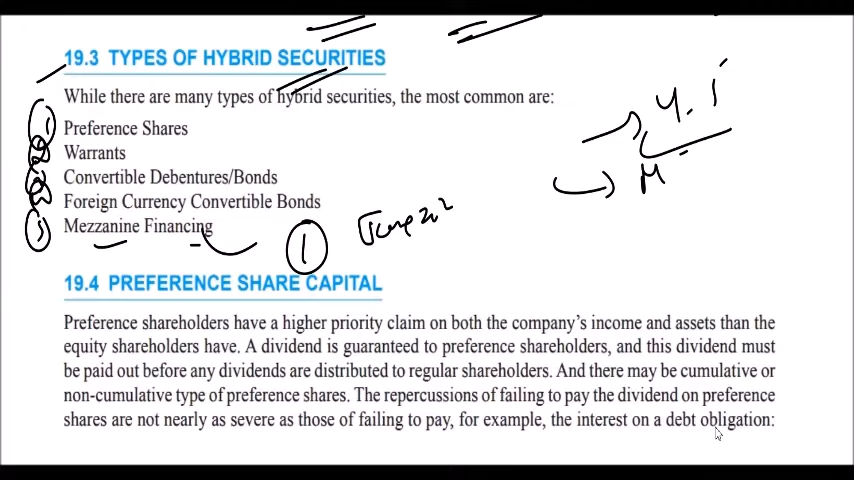 19.3 TYPES OF HYBRID SECURITIES
While there are many types of hybrid securities, the most common are:
Preference Shares
Warrants
Convertible Debentures/Bonds
Foreign Currency Convertible Bonds
Mezzanine Financing
1
19.4 PREFERENCE SHARE CAPITAL
Preference shareholders have a higher priority claim on both the company's income and assets than the
equity shareholders have. A dividend is guaranteed to preference shareholders, and this dividend must
be paid out before any dividends are distributed to regular shareholders. And there may be cumulative or
non-cumulative type of preference shares. The repercussions of failing to pay the dividend on preference
shares are not nearly as severe as those of failing to pay, for example, the interest on a debt obligation: